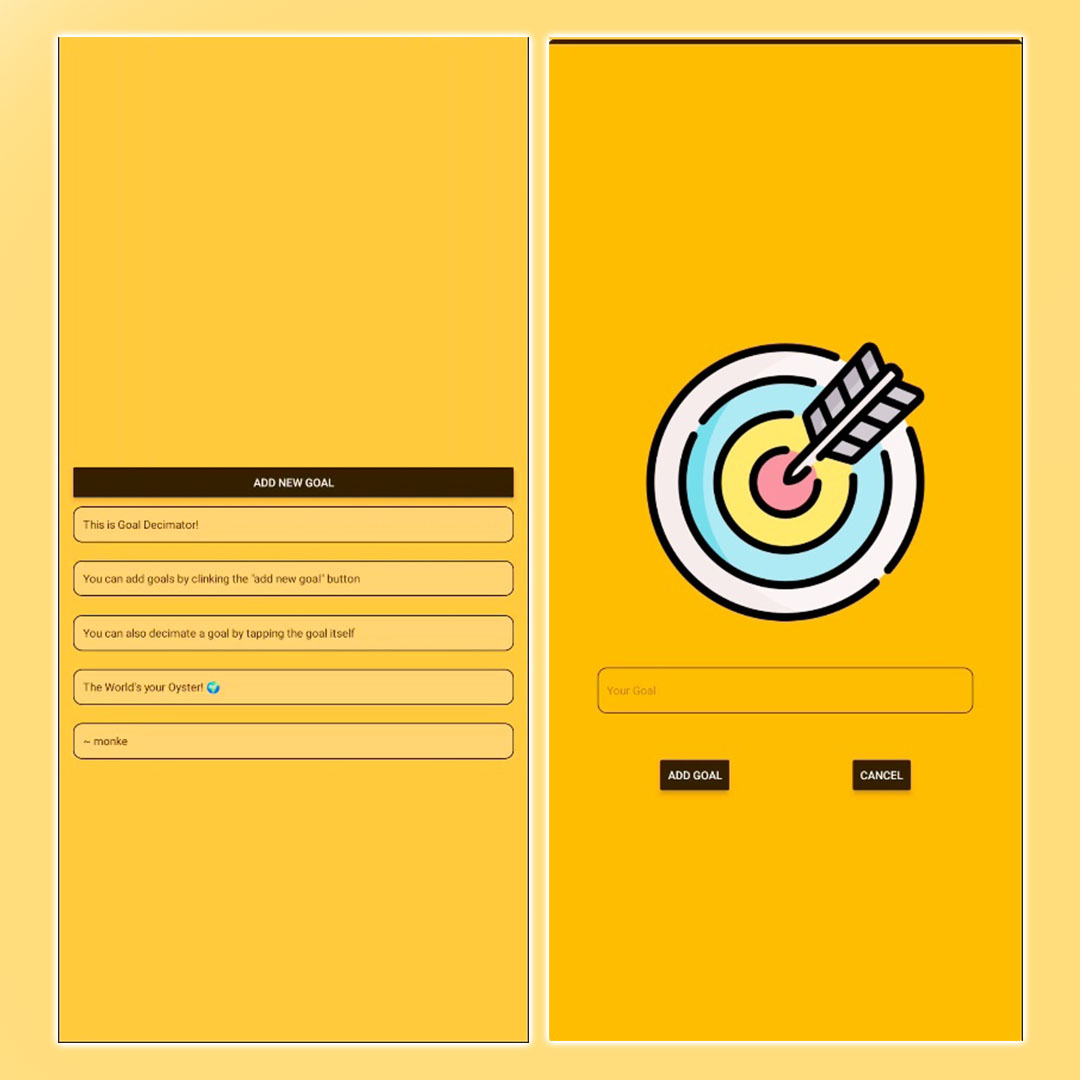 ADD NEW GOAL
This is Goal Decimator!
You can add goals by clinking the "add new goal" button
You can also decimate a goal by tapping the goal itself
The World's your Oyster! 🌍
~ monke
Your Goal
ADD GOAL
CANCEL